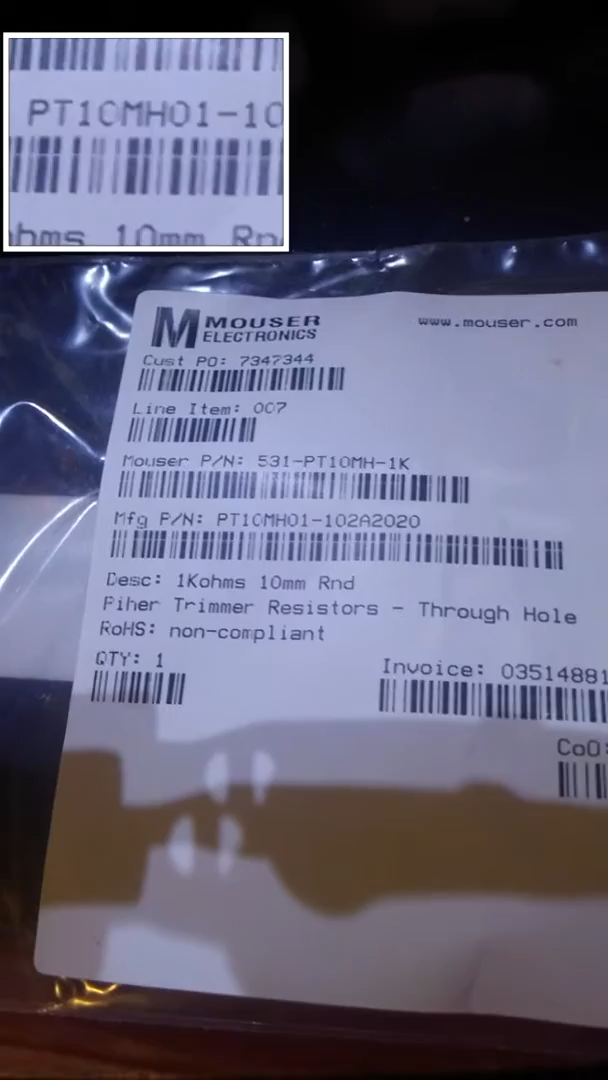 PT10MH01-10
ohms 10mm Rn
MOUSER
ELECTRONICS
www.mouser.com
Cust PO: 7347344
Line Item: 007
Mouser P/N: 531-PT10MH-1K
Mfg P/N: PT10MH01-102A2020
Desc: 1Kohms 10mm Rnd
Piher Trimmer Resistors - Through Hole
RoHS: non-compliant
QTY: 1
Invoice: 03514881
CoO: